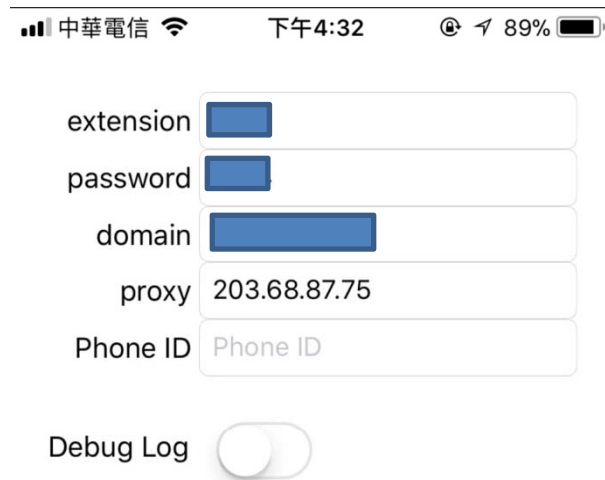 中華電信 下午4:32 89%
extension
password
domain
proxy 203.68.87.75
Phone ID Phone ID
Debug Log